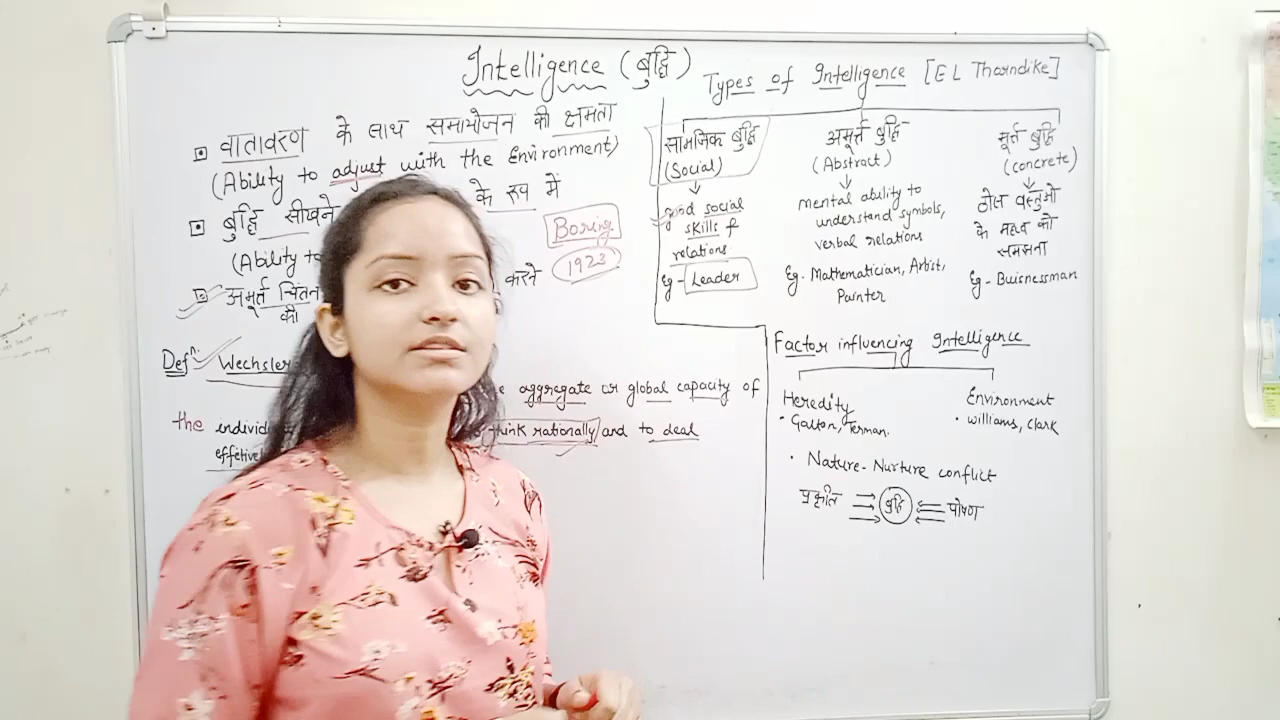 Intelligence (बुद्धि)
वातावरण के साथ समायोजन की क्षमता
(Ability to adjust with the Environment)
बुद्धि सीखने के रूप में
(Ability to
अमूर्त चिंतन करने
की
Boring
1923
Defⁿ. Wechsler
aggregate or global capacity of
the individ think rationally and to deal
effetivel
Types of Intelligence [E L Thorndike]
सामजिक बुद्धि
(Social)
good social
skills &
relations
Eg- Leader
अमूर्त बुद्धि
(Abstract)
mental ability to
understand symbols,
verbal relations
Eg- Mathematician, Artist,
Painter
मूर्त बुद्धि
(concrete)
ठोस वस्तुओ
के महत्व को
समझना
Eg- Buisnessman
Factor influencing Intelligence
Heredity
• Galton, Terman.
Environment
• Williams, Clark
• Nature-Nurture conflict
प्रकृति → बुद्धि ← पोषण